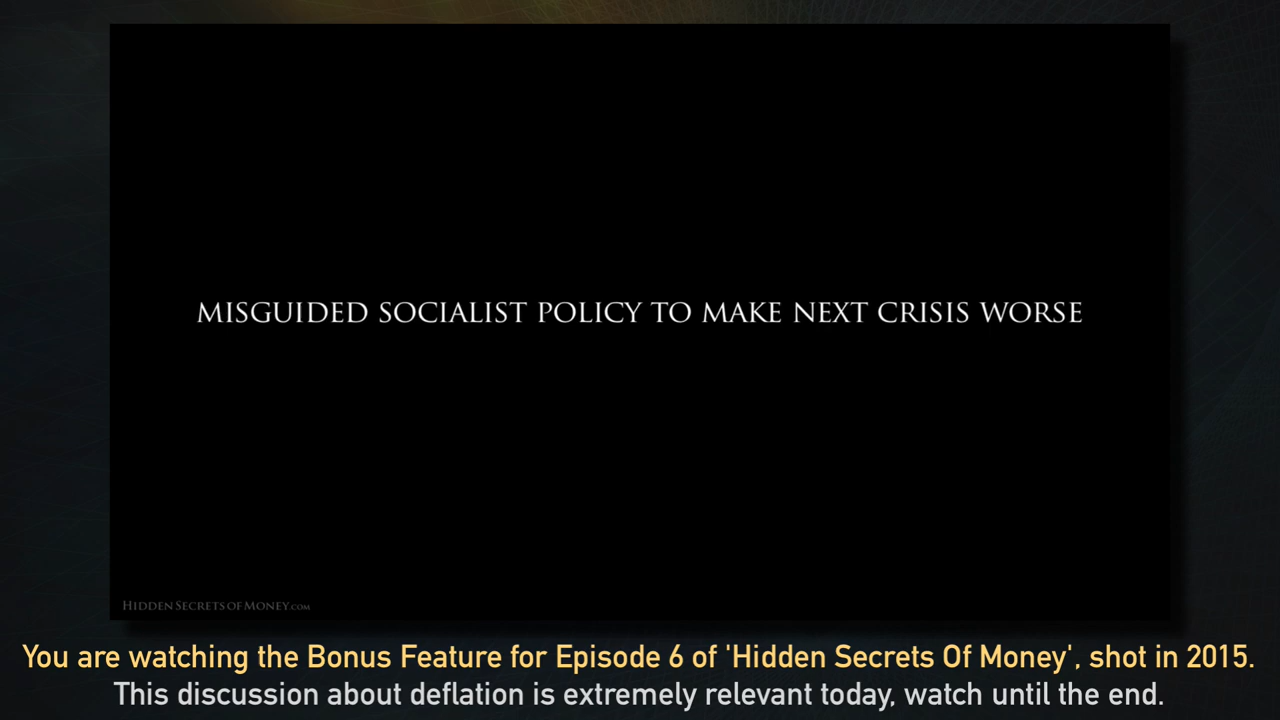 MISGUIDED SOCIALIST POLICY TO MAKE NEXT CRISIS WORSE
HIDDEN SECRETS OF MONEY.COM
You are watching the Bonus Feature for Episode 6 of 'Hidden Secrets Of Money', shot in 2015.
This discussion about deflation is extremely relevant today, watch until the end.